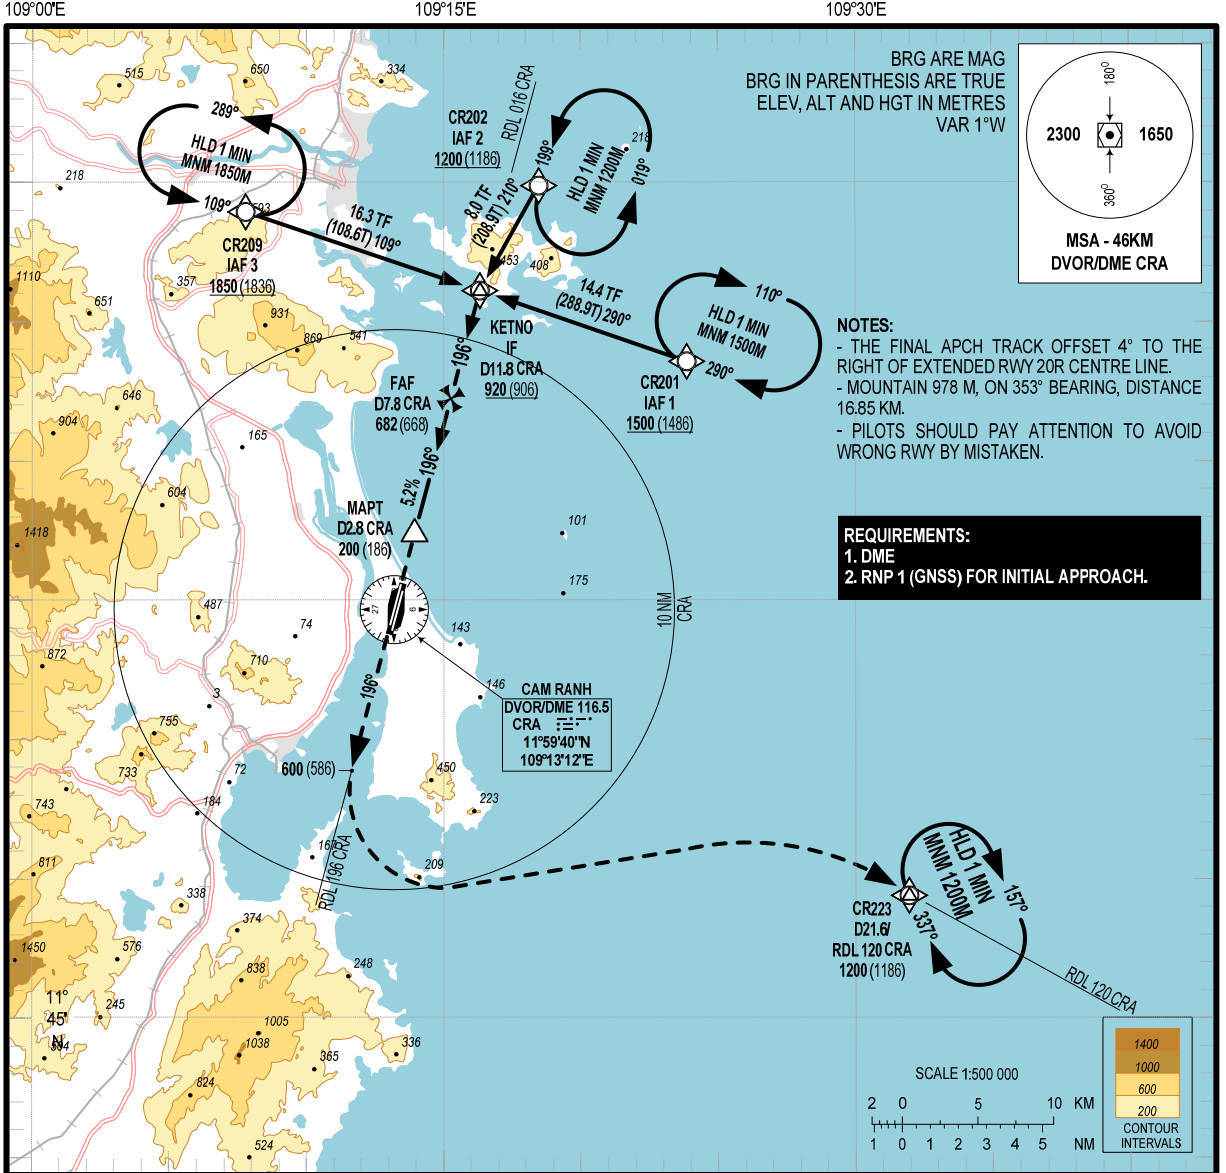 109°00'E
109°15'E
109°30'E
BRG ARE MAG
BRG IN PARENTHESIS ARE TRUE
ELEV, ALT AND HGT IN METRES
VAR 1°W
180°
2300
1650
360°
MSA - 46KM
DVOR/DME CRA
515
650
334
289°
HLD 1 MIN
MNM 1850M
109°
593
218
CR209
IAF 3
1850 (1836)
16.3 TF
(108.6T) 109°
CR202
IAF 2
1200 (1186)
RDL 016 CRA
199°
HLD 1 MIN
MNM 1200M
019°
218
8.0 TF
(208.9T) 210°
453
408
14.4 TF
(288.9T) 290°
110°
HLD 1 MIN
MNM 1500M
290°
CR201
IAF 1
1500 (1486)
KETNO
IF
D11.8 CRA
920 (906)
196°
FAF
D7.8 CRA
682 (668)
5.2%
196°
MAPT
D2.8 CRA
200 (186)
NOTES:
- THE FINAL APCH TRACK OFFSET 4° TO THE
RIGHT OF EXTENDED RWY 20R CENTRE LINE.
- MOUNTAIN 978 M, ON 353° BEARING, DISTANCE
16.85 KM.
- PILOTS SHOULD PAY ATTENTION TO AVOID
WRONG RWY BY MISTAKEN.
REQUIREMENTS:
1. DME
2. RNP 1 (GNSS) FOR INITIAL APPROACH.
1110
651
357
931
869
541
646
904
165
604
1418
101
175
10 NM
CRA
27
9
487
74
143
872
710
146
3
196°
CAM RANH
DVOR/DME 116.5
CRA
11°59'40"N
109°13'12"E
755
733
72
600 (586)
450
223
743
184
811
209
RDL 196 CRA
338
374
1450
576
838
248
11°
45'
N
245
1005
1038
365
336
824
524
HLD 1 MIN
MNM 1200M
157°
337°
CR223
D21.6/
RDL 120 CRA
1200 (1186)
RDL 120 CRA
SCALE 1:500 000
2 0 5 10 KM
1 0 1 2 3 4 5 NM
1400
1000
600
200
CONTOUR
INTERVALS